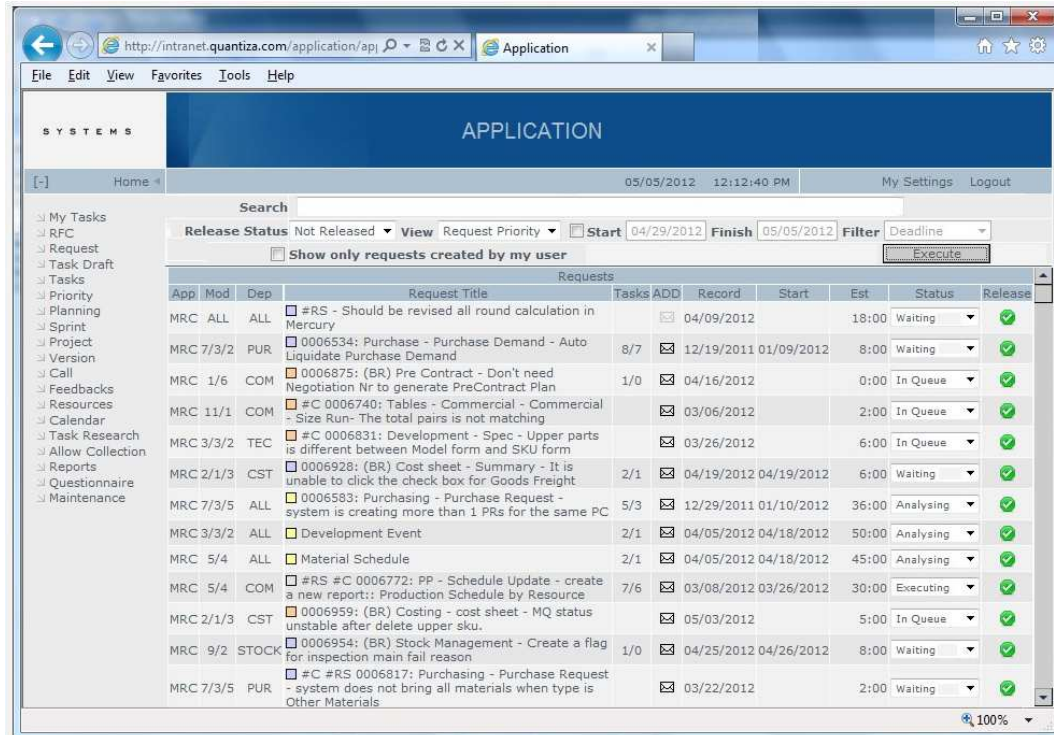 http://intranet.quantiza.com/application/app
Application
File Edit View Favorites Tools Help
SYSTEMS
APPLICATION
[-] Home
05/05/2012 12:12:40 PM My Settings Logout
My Tasks
RFC
Request
Task Draft
Tasks
Priority
Planning
Sprint
Project
Version
Call
Feedbacks
Resources
Calendar
Task Research
Allow Collection
Reports
Questionnaire
Maintenance
Search
Release Status Not Released View Request Priority Start 04/29/2012 Finish 05/05/2012 Filter Deadline
Show only requests created by my user Execute
Requests
App Mod Dep Request Title Tasks ADD Record Start Est Status Release
MRC ALL ALL #RS - Should be revised all round calculation in
Mercury 04/09/2012 18:00 Waiting
MRC 7/3/2 PUR 0006534: Purchase - Purchase Demand - Auto
Liquidate Purchase Demand 8/7 12/19/2011 01/09/2012 8:00 Waiting
MRC 1/6 COM 0006875: (BR) Pre Contract - Don't need
Negotiation Nr to generate PreContract Plan 1/0 04/16/2012 0:00 In Queue
MRC 11/1 COM #C 0006740: Tables - Commercial - Commercial
- Size Run- The total pairs is not matching 03/06/2012 2:00 In Queue
MRC 3/3/2 TEC #C 0006831: Development - Spec - Upper parts
is different between Model form and SKU form 03/26/2012 6:00 In Queue
MRC 2/1/3 CST 0006928: (BR) Cost sheet - Summary - It is
unable to click the check box for Goods Freight 2/1 04/19/2012 04/19/2012 6:00 Waiting
MRC 7/3/5 ALL 0006583: Purchasing - Purchase Request -
system is creating more than 1 PRs for the same PC 5/3 12/29/2011 01/10/2012 36:00 Analysing
MRC 3/3/2 ALL Development Event 2/1 04/05/2012 04/18/2012 50:00 Analysing
MRC 5/4 ALL Material Schedule 2/1 04/05/2012 04/18/2012 45:00 Analysing
MRC 5/4 COM #RS #C 0006772: PP - Schedule Update - create
a new report:: Production Schedule by Resource 7/6 03/08/2012 03/26/2012 30:00 Executing
MRC 2/1/3 CST 0006959: (BR) Costing - cost sheet - MQ status
unstable after delete upper sku. 05/03/2012 5:00 In Queue
MRC 9/2 STOCK 0006954: (BR) Stock Management - Create a flag
for inspection main fail reason 1/0 04/25/2012 04/26/2012 8:00 Waiting
MRC 7/3/5 PUR #C #RS 0006817: Purchasing - Purchase Request
- system does not bring all materials when type is
Other Materials 03/22/2012 2:00 Waiting
100%